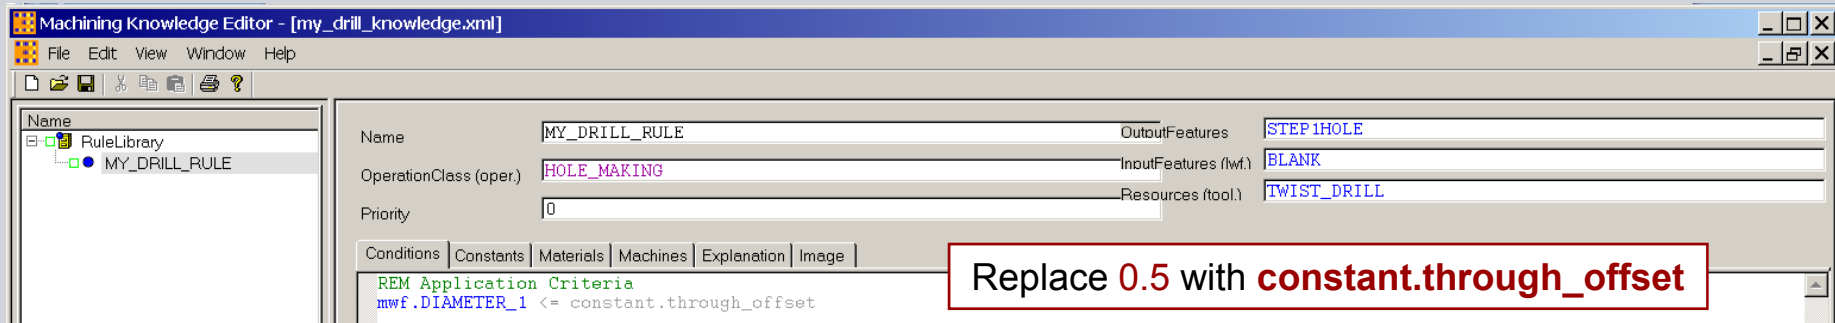 Machining Knowledge Editor - [my_drill_knowledge.xml]
File Edit View Window Help
Name
RuleLibrary
MY_DRILL_RULE
Name MY_DRILL_RULE
OperationClass (oper.) HOLE_MAKING
Priority 0
OutputFeatures STEP1HOLE
InputFeatures (lwf.) BLANK
Resources (tool.) TWIST_DRILL
Conditions Constants Materials Machines Explanation Image
REM Application Criteria
mwf.DIAMETER_1 <= constant.through_offset
Replace 0.5 with constant.through_offset